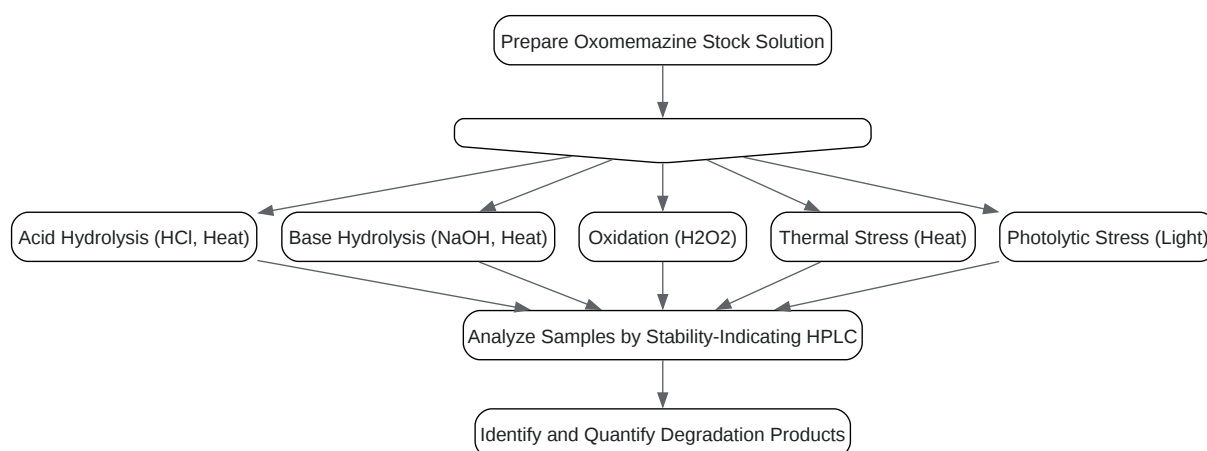 Prepare Oxomemazine Stock Solution
Acid Hydrolysis (HCl, Heat)
Base Hydrolysis (NaOH, Heat)
Oxidation (H2O2)
Thermal Stress (Heat)
Photolytic Stress (Light)
Analyze Samples by Stability-Indicating HPLC
Identify and Quantify Degradation Products